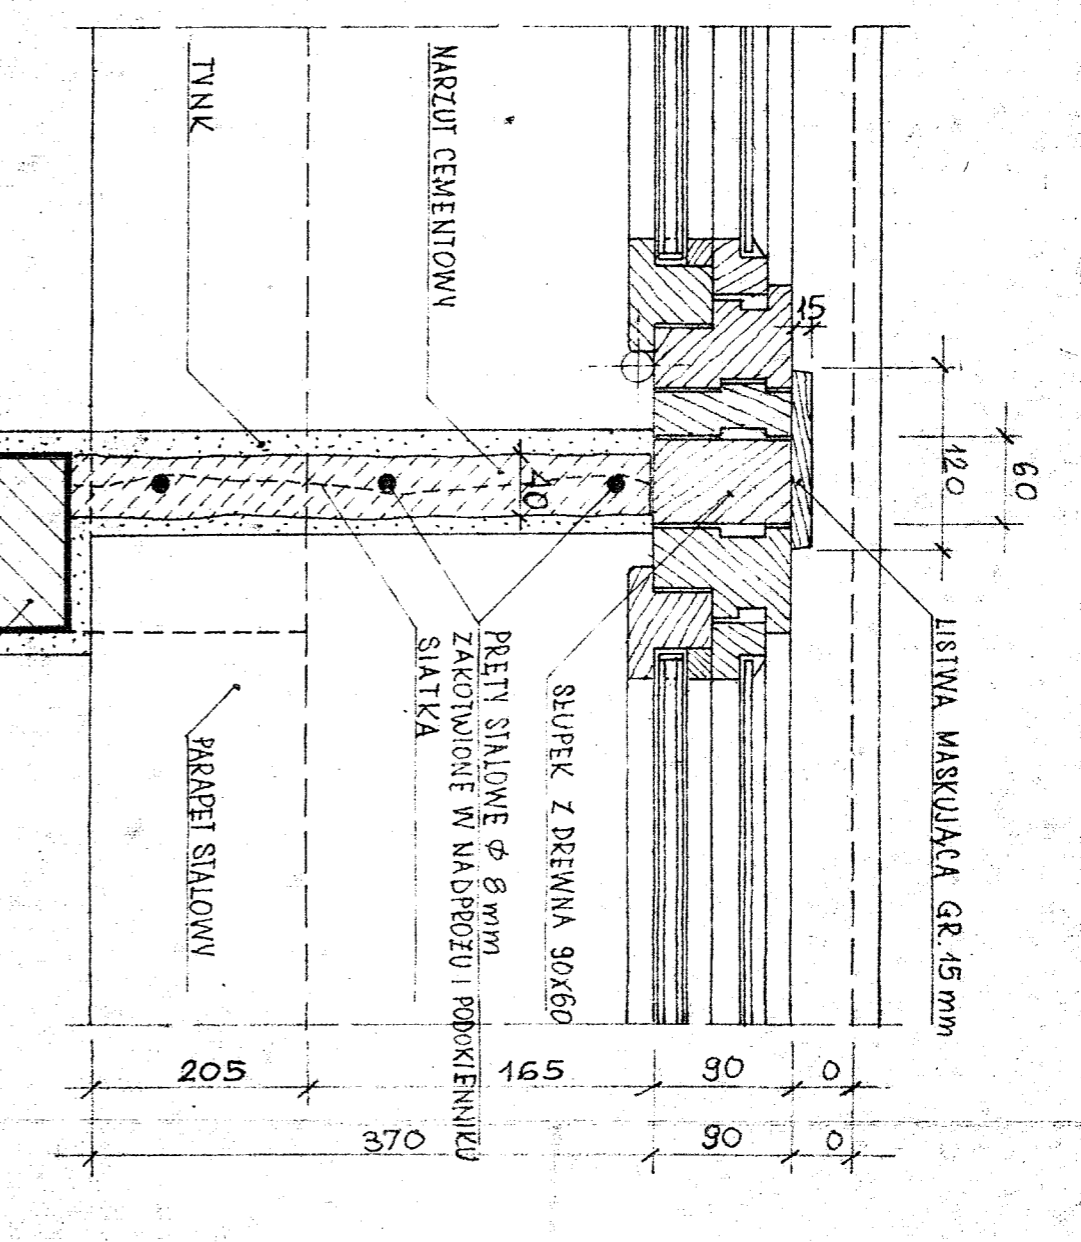 TYNK
NARZUT CEMENTOWY
15
120
60
40
LISTWA MASKUJĄCA GR. 15 mm
SŁUPEK Z DREWNA 90x60
PRĘTY STALOWE Ø 8 mm
ZAKOTWIONE W NADPROŻU I PODOKIENNIKU
SIATKA
PARAPET STALOWY
205 165 90 0
370 90 0